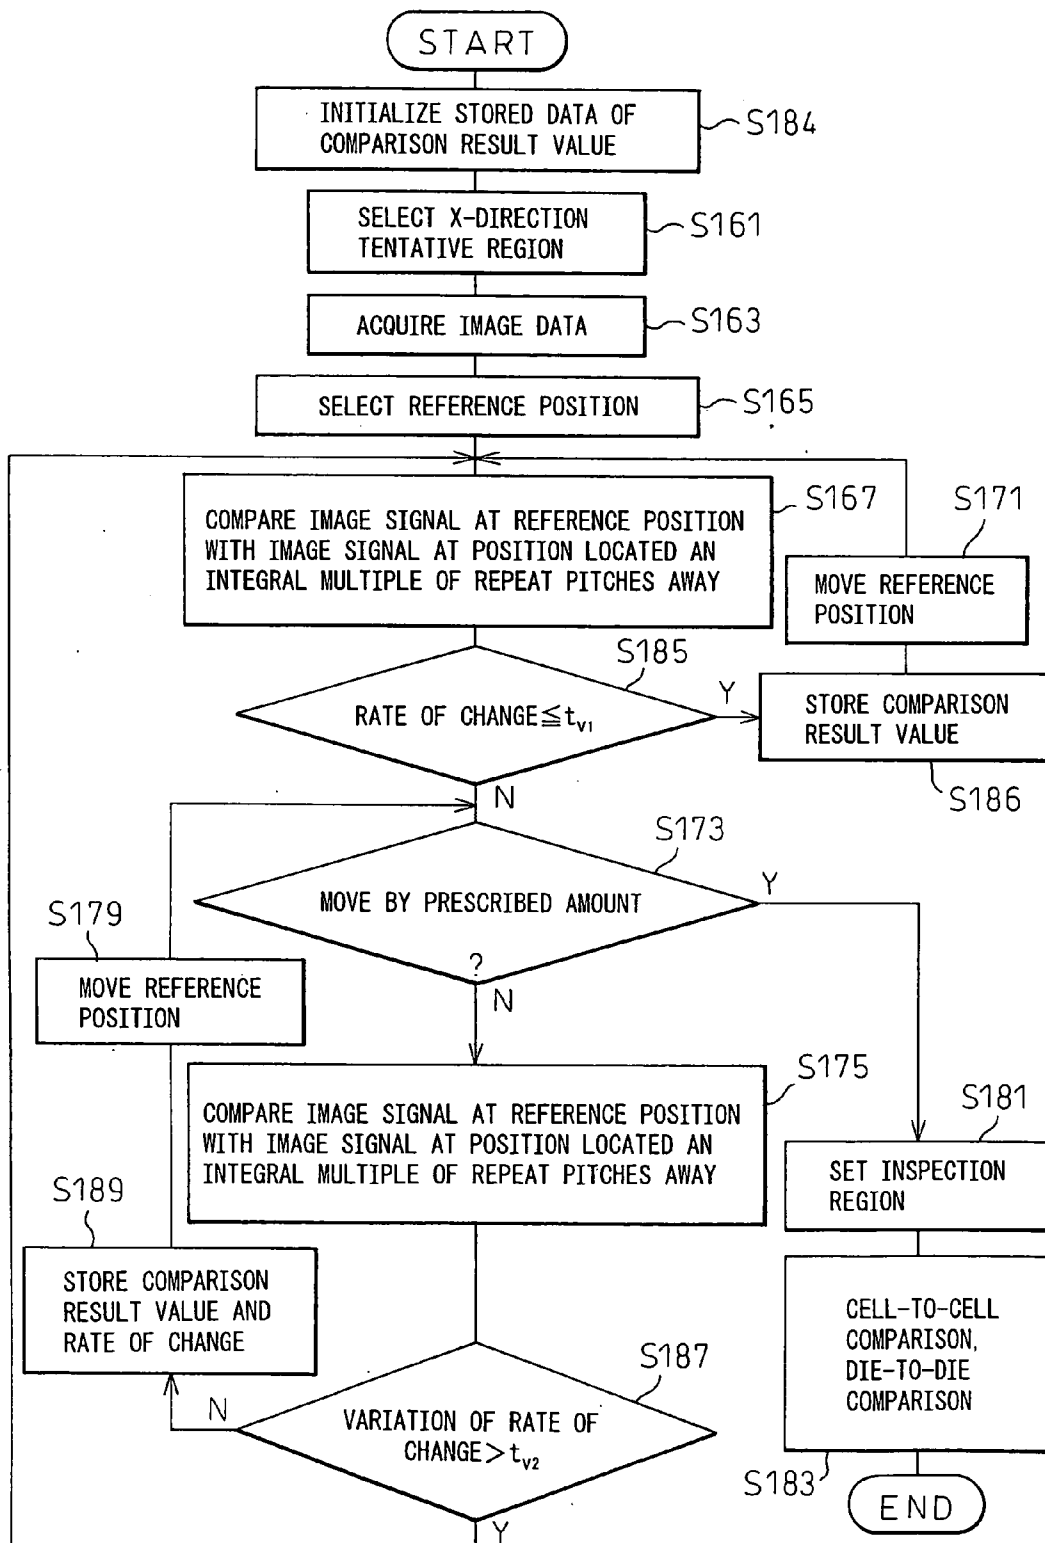 START
INITIALIZE STORED DATA OF
COMPARISON RESULT VALUE
S184
SELECT X-DIRECTION
TENTATIVE REGION
S161
ACQUIRE IMAGE DATA
S163
SELECT REFERENCE POSITION
S165
COMPARE IMAGE SIGNAL AT REFERENCE POSITION
WITH IMAGE SIGNAL AT POSITION LOCATED AN
INTEGRAL MULTIPLE OF REPEAT PITCHES AWAY
S167
S171
MOVE REFERENCE
POSITION
S185
RATE OF CHANGE≦tv1
Y
N
STORE COMPARISON
RESULT VALUE
S186
S173
MOVE BY PRESCRIBED AMOUNT
?
Y
N
S179
MOVE REFERENCE
POSITION
S175
COMPARE IMAGE SIGNAL AT REFERENCE POSITION
WITH IMAGE SIGNAL AT POSITION LOCATED AN
INTEGRAL MULTIPLE OF REPEAT PITCHES AWAY
S181
SET INSPECTION
REGION
S189
STORE COMPARISON
RESULT VALUE AND
RATE OF CHANGE
S187
VARIATION OF RATE OF
CHANGE>tv2
N
Y
CELL-TO-CELL
COMPARISON,
DIE-TO-DIE
COMPARISON
S183
END